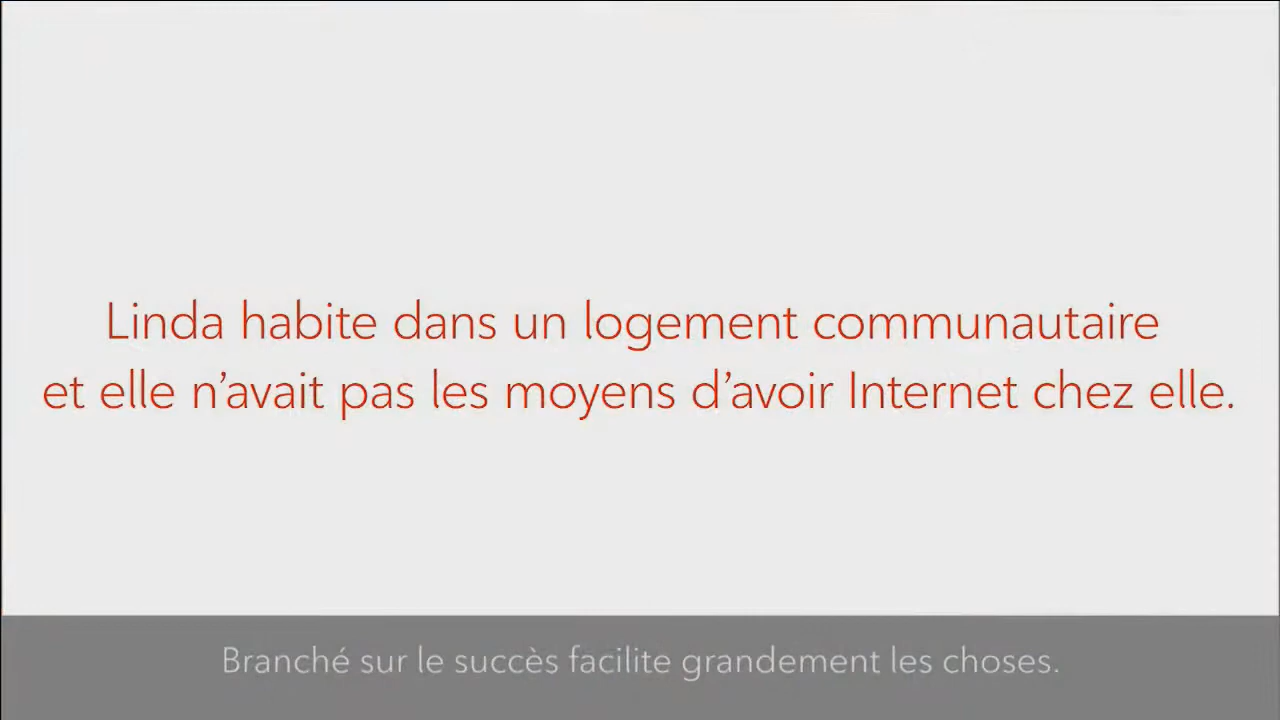 Linda habite dans un logement communautaire
et elle n’avait pas les moyens d’avoir Internet chez elle.
Branché sur le succès facilite grandement les choses.